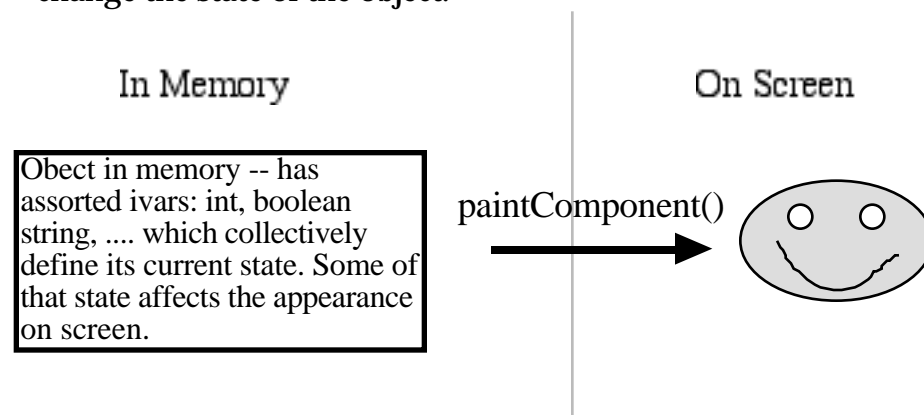 change the state of the object.
In Memory
On Screen
Obect in memory -- has
assorted ivars: int, boolean
string, .... which collectively
define its current state. Some of
that state affects the appearance
on screen.
paintComponent()